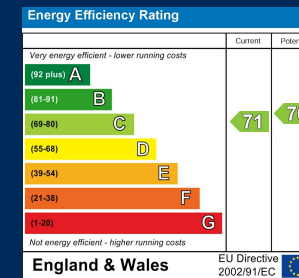 Energy Efficiency Rating
Current
Very energy efficient - lower running costs
(92 plus) A
(81-91) B
(69-80) C
71
(55-68) D
(39-54) E
(21-38) F
(1-20) G
Not energy efficient - higher running costs
England & Wales
EU Directive
2002/91/EC